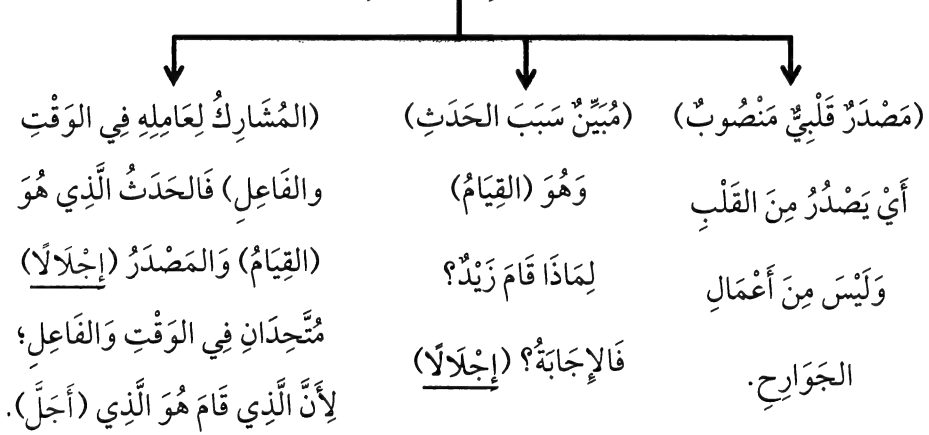 (مَصْدَرٌ قَلْبِيٌّ مَنْصُوبٌ)
أَيْ يَصْدُرُ مِنَ القَلْبِ
وَلَيْسَ مِنَ أَعْمَالِ
الجَوَارِحِ.
(مُبَيِّنٌ سَبَبَ الحَدَثِ)
وَهُوَ (القِيَامُ)
لِمَاذَا قَامَ زَيْدٌ؟
فَالإِجَابَةُ؟ (إِجْلَالًا)
(المُشَارِكُ لِعَامِلِهِ فِي الوَقْتِ
والفَاعِلِ) فَالحَدَثُ الَّذِي هُوَ
(القِيَامُ) وَالمَصْدَرُ (إِجْلَالًا)
مُتَّحِدَانِ فِي الوَقْتِ وَالفَاعِلِ؛
لِأَنَّ الَّذِي قَامَ هُوَ الَّذِي (أَجَلَّ).